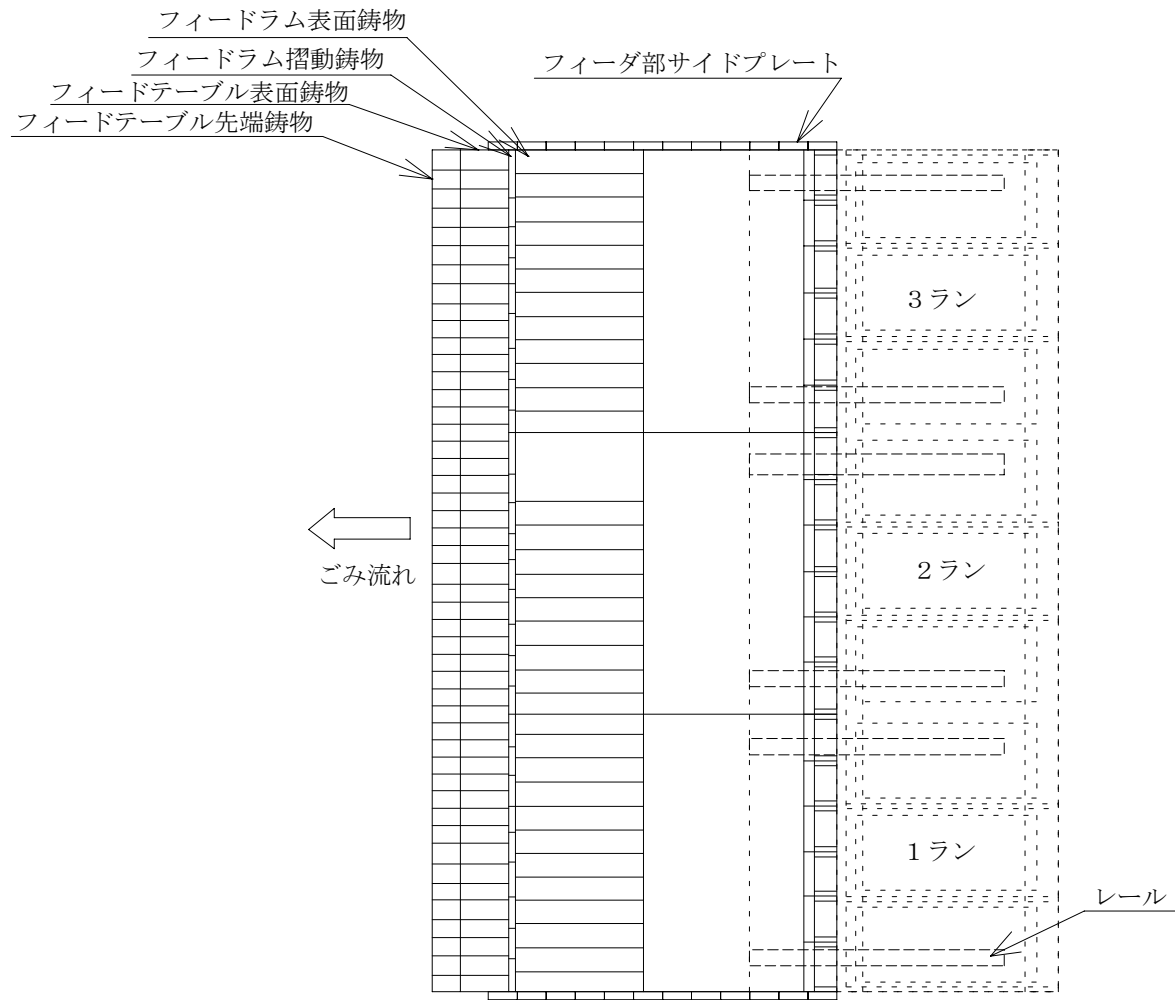 フィードラム表面鋳物
フィードラム摺動鋳物
フィーダ部サイドプレート
フィードテーブル表面鋳物
フィードテーブル先端鋳物
3ラン
ごみ流れ
2ラン
1ラン
レール